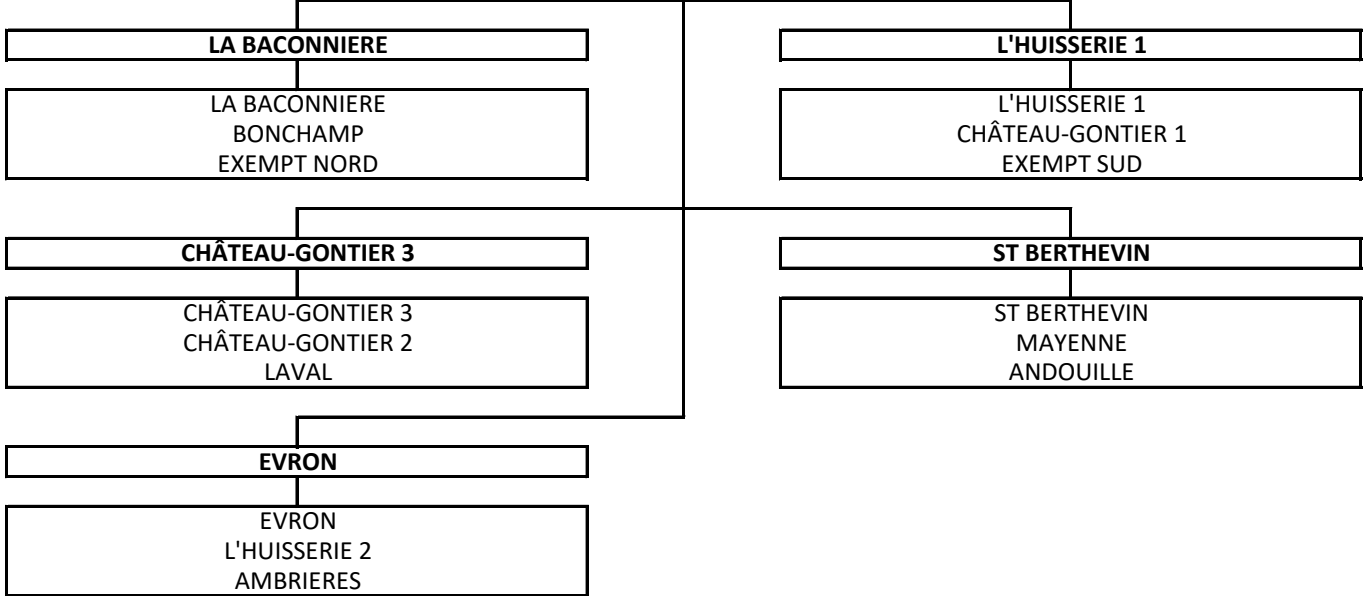 LA BACONNIERE
L'HUISSERIE 1
LA BACONNIERE
BONCHAMP
EXEMPT NORD
L'HUISSERIE 1
CHÂTEAU-GONTIER 1
EXEMPT SUD
CHÂTEAU-GONTIER 3
ST BERTHEVIN
CHÂTEAU-GONTIER 3
CHÂTEAU-GONTIER 2
LAVAL
ST BERTHEVIN
MAYENNE
ANDOUILLE
EVRON
EVRON
L'HUISSERIE 2
AMBRIERES